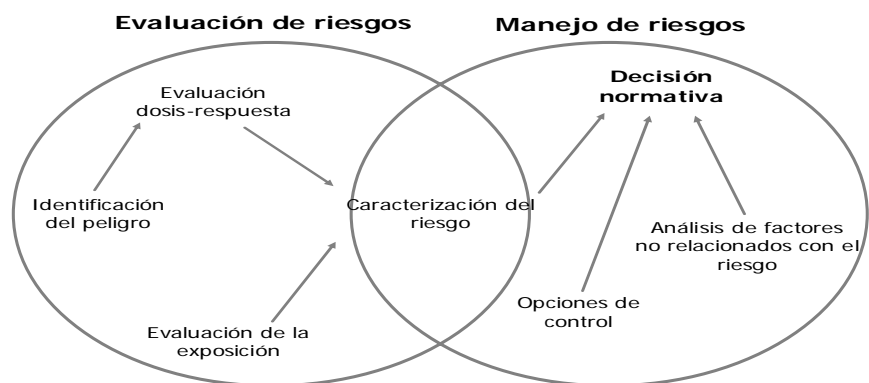 Evaluación de riesgos
Manejo de riesgos
Evaluación
dosis-respuesta
Decisión
normativa
Identificación
del peligro
Caracterización del
riesgo
Análisis de factores
no relacionados con el
riesgo
Opciones de
control
Evaluación de la
exposición